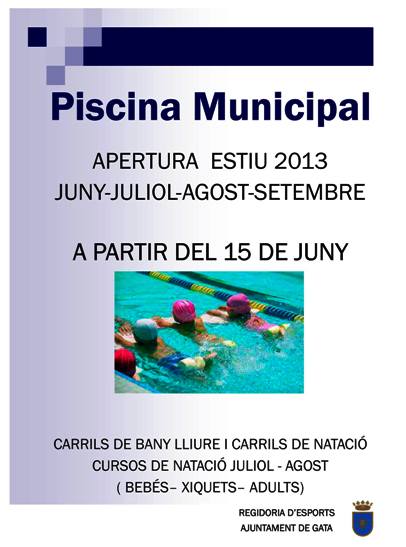 Piscina Municipal
APERTURA ESTIU 2013
JUNY-JULIOL-AGOST-SETEMBRE
A PARTIR DEL 15 DE JUNY
CARRILS DE BANY LLIURE I CARRILS DE NATACIÓ
CURSOS DE NATACIÓ JULIOL - AGOST
( BEBÉS– XIQUETS– ADULTS)
REGIDORIA D'ESPORTS
AJUNTAMENT DE GATA